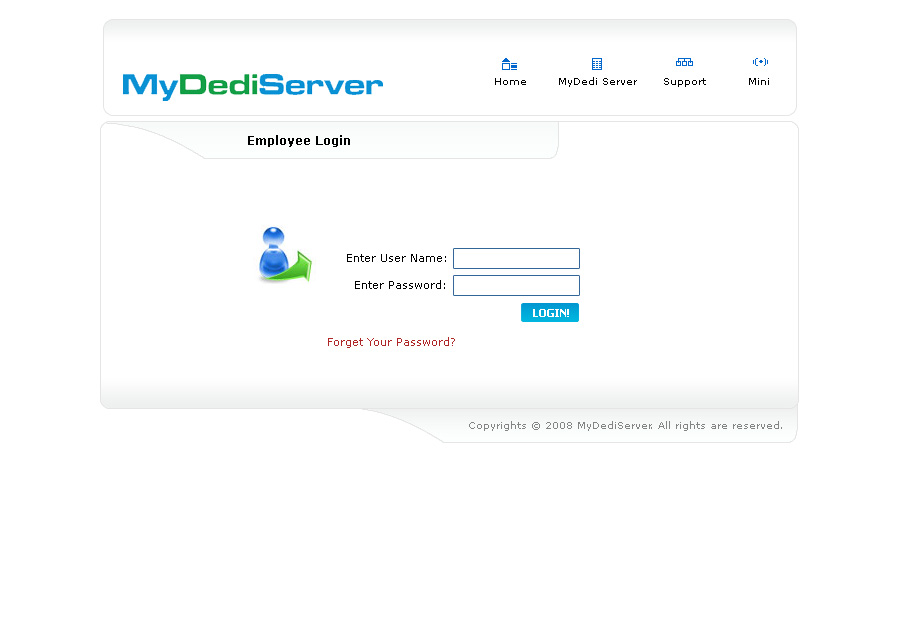 MyDediServer
Home MyDedi Server Support Mini
Employee Login
Enter User Name:
Enter Password:
LOGIN!
Forget Your Password?
Copyrights © 2008 MyDediServer. All rights are reserved.